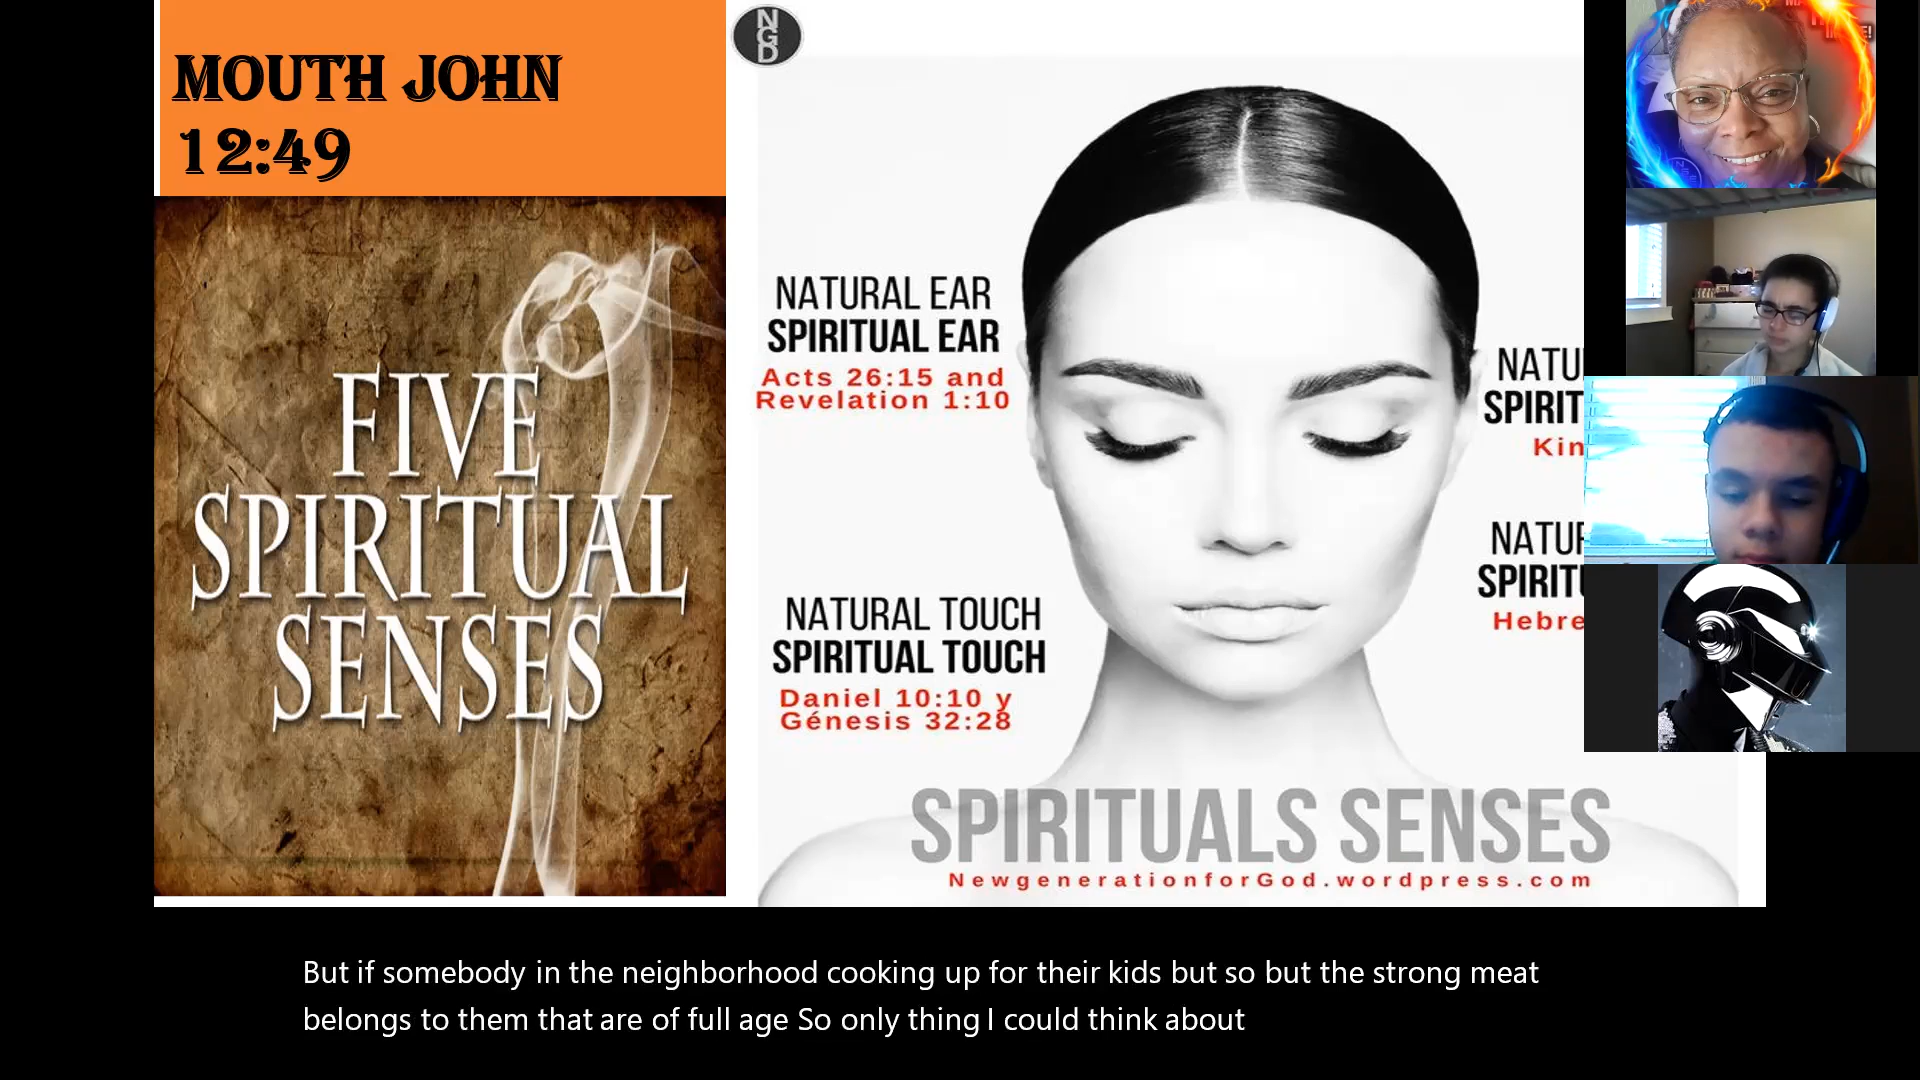 MOUTH JOHN
12:49
FIVE
SPIRITUAL
SENSES
NGD
NATURAL EAR
SPIRITUAL EAR
Acts 26:15 and
Revelation 1:10
NATURAL TOUCH
SPIRITUAL TOUCH
Daniel 10:10 y
Génesis 32:28
NATU
SPIRIT
Kin
NATUR
SPIRITU
Hebre
SPIRITUALS SENSES
NewgenerationforGod.wordpress.com
But if somebody in the neighborhood cooking up for their kids but so but the strong meat
belongs to them that are of full age So only thing I could think about